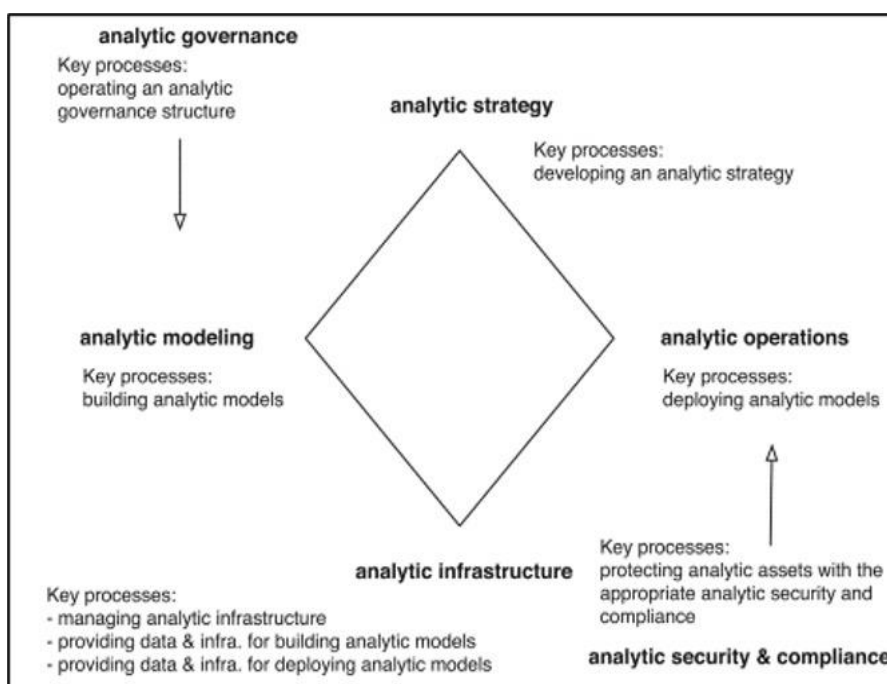 analytic governance
Key processes:
operating an analytic
governance structure
analytic strategy
Key processes:
developing an analytic strategy
analytic modeling
Key processes:
building analytic models
analytic operations
Key processes:
deploying analytic models
analytic infrastructure
Key processes:
- managing analytic infrastructure
- providing data & infra. for building analytic models
- providing data & infra. for deploying analytic models
Key processes:
protecting analytic assets with the
appropriate analytic security and
compliance
analytic security & compliance